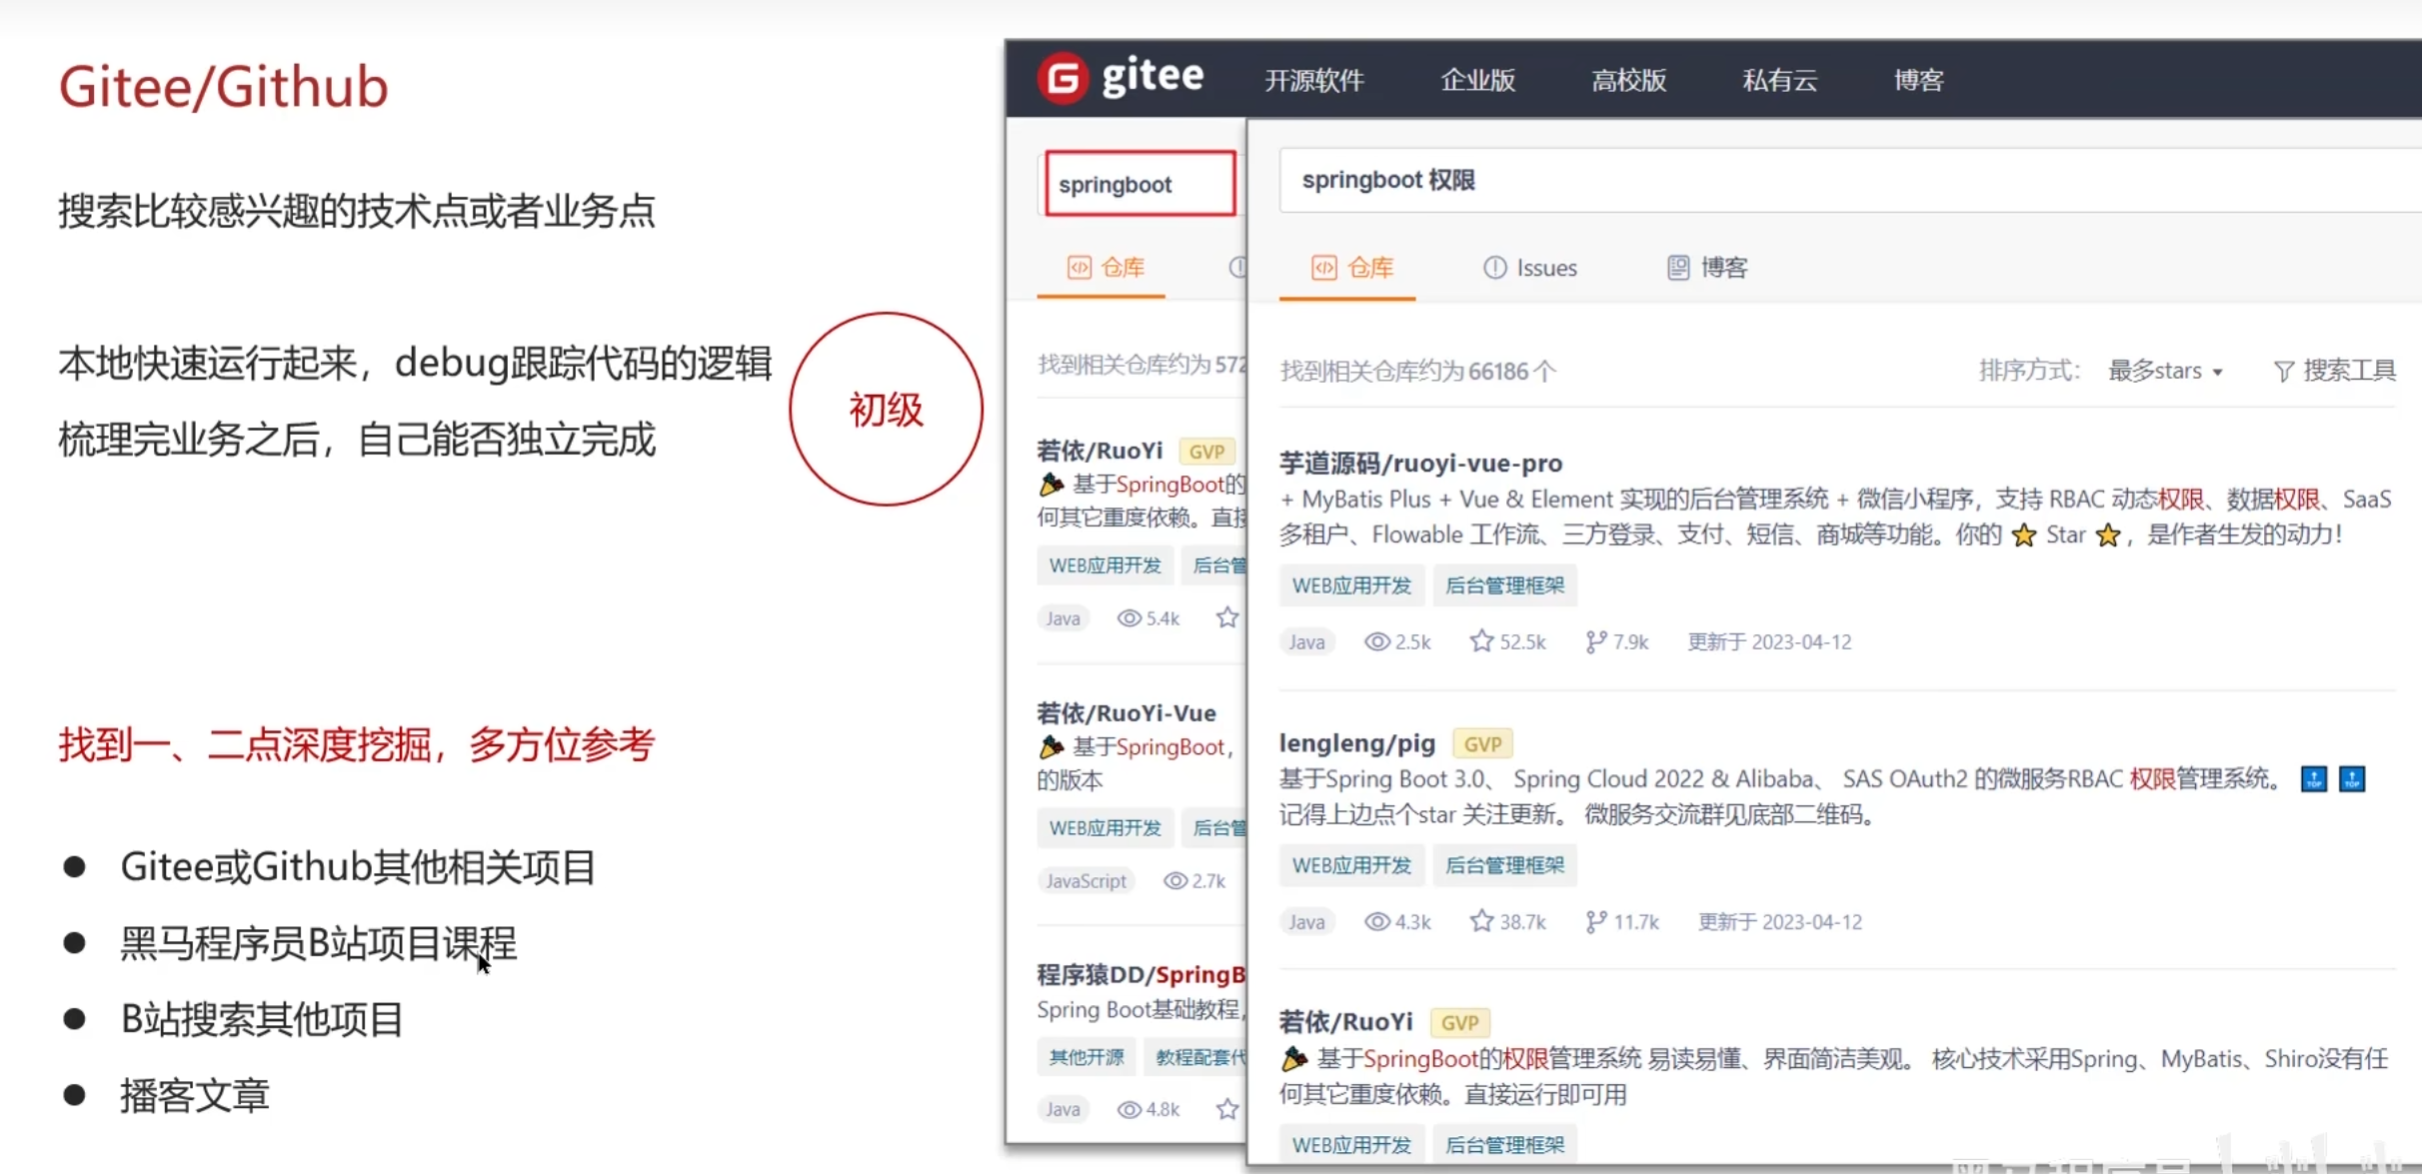 Gitee/Github
搜索比较感兴趣的技术点或者业务点
本地快速运行起来，debug跟踪代码的逻辑
梳理完业务之后，自己能否独立完成
初级
找到一、二点深度挖掘，多方位参考
● Gitee或Github其他相关项目
● 黑马程序员B站项目课程
● B站搜索其他项目
● 播客文章
gitee 开源软件 企业版 高校版 私有云 博客
springboot
仓库
找到相关仓库约为 572
若依/RuoYi GVP
基于SpringBoot的
何其它重度依赖。直接
WEB应用开发 后台管
Java 5.4k
若依/RuoYi-Vue
基于SpringBoot，
的版本
WEB应用开发 后台管
JavaScript 2.7k
程序猿DD/SpringB
Spring Boot基础教程，
其他开源 教程配套代
Java 4.8k
springboot 权限
仓库 Issues 博客
找到相关仓库约为 66186 个 排序方式： 最多stars 搜索工具
芋道源码/ruoyi-vue-pro
+ MyBatis Plus + Vue & Element 实现的后台管理系统 + 微信小程序，支持 RBAC 动态权限、数据权限、SaaS
多租户、Flowable 工作流、三方登录、支付、短信、商城等功能。你的 ⭐ Star ⭐，是作者生发的动力！
WEB应用开发 后台管理框架
Java 2.5k 52.5k 7.9k 更新于 2023-04-12
lengleng/pig GVP
基于Spring Boot 3.0、 Spring Cloud 2022 & Alibaba、 SAS OAuth2 的微服务RBAC 权限管理系统。 TOP TOP
记得上边点个star 关注更新。 微服务交流群见底部二维码。
WEB应用开发 后台管理框架
Java 4.3k 38.7k 11.7k 更新于 2023-04-12
若依/RuoYi GVP
基于SpringBoot的权限管理系统 易读易懂、界面简洁美观。 核心技术采用Spring、MyBatis、Shiro没有任
何其它重度依赖。直接运行即可用
WEB应用开发 后台管理框架